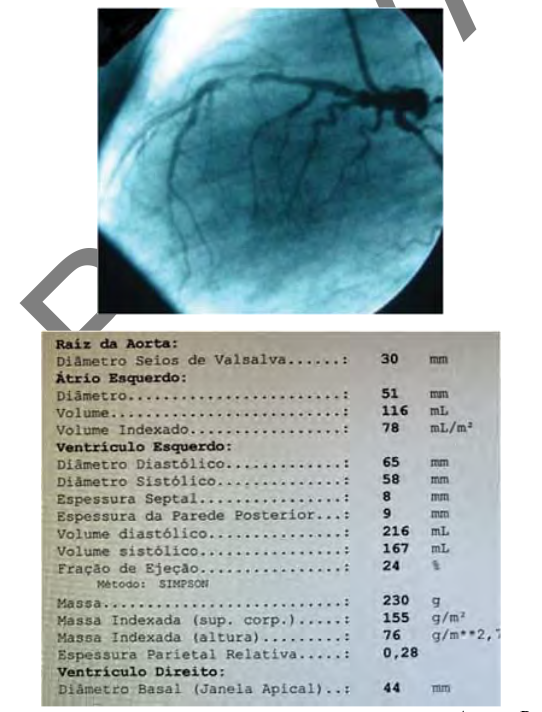 Raiz da Aorta:
Diâmetro Seios de Valsalva......: 30 mm
Átrio Esquerdo:
Diâmetro........................: 51 mm
Volume..........................: 116 mL
Volume Indexado.................: 78 mL/m²
Ventrículo Esquerdo:
Diâmetro Diastólico.............: 65 mm
Diâmetro Sistólico..............: 58 mm
Espessura Septal................: 8 mm
Espessura da Parede Posterior...: 9 mm
Volume diastólico...............: 216 mL
Volume sistólico................: 167 mL
Fração de Ejeção................: 24 %
Método: SIMPSON
Massa...........................: 230 g
Massa Indexada (sup. corp.).....: 155 g/m²
Massa Indexada (altura).........: 76 g/m**2,7
Espessura Parietal Relativa.....: 0,28
Ventrículo Direito:
Diâmetro Basal (Janela Apical)..: 44 mm